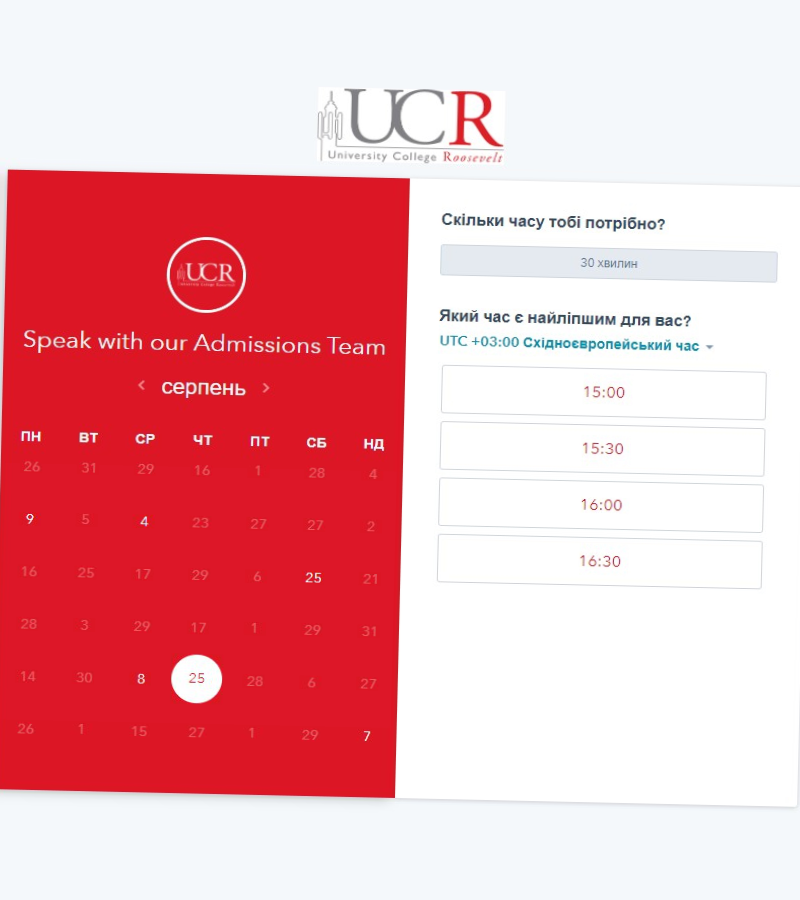 UCR
University College Roosevelt
UCR
Speak with our Admissions Team
серпень
ПН ВТ СР ЧТ ПТ СБ НД
26 31 29 16 1 28 4
9 5 4 23 27 27 2
16 25 17 29 6 25 21
28 3 29 17 1 29 31
14 30 8 25 28 6 27
26 1 15 27 1 29 7
Скільки часу тобі потрібно?
30 хвилин
Який час є найліпшим для вас?
UTC +03:00 Східноєвропейський час
15:00
15:30
16:00
16:30